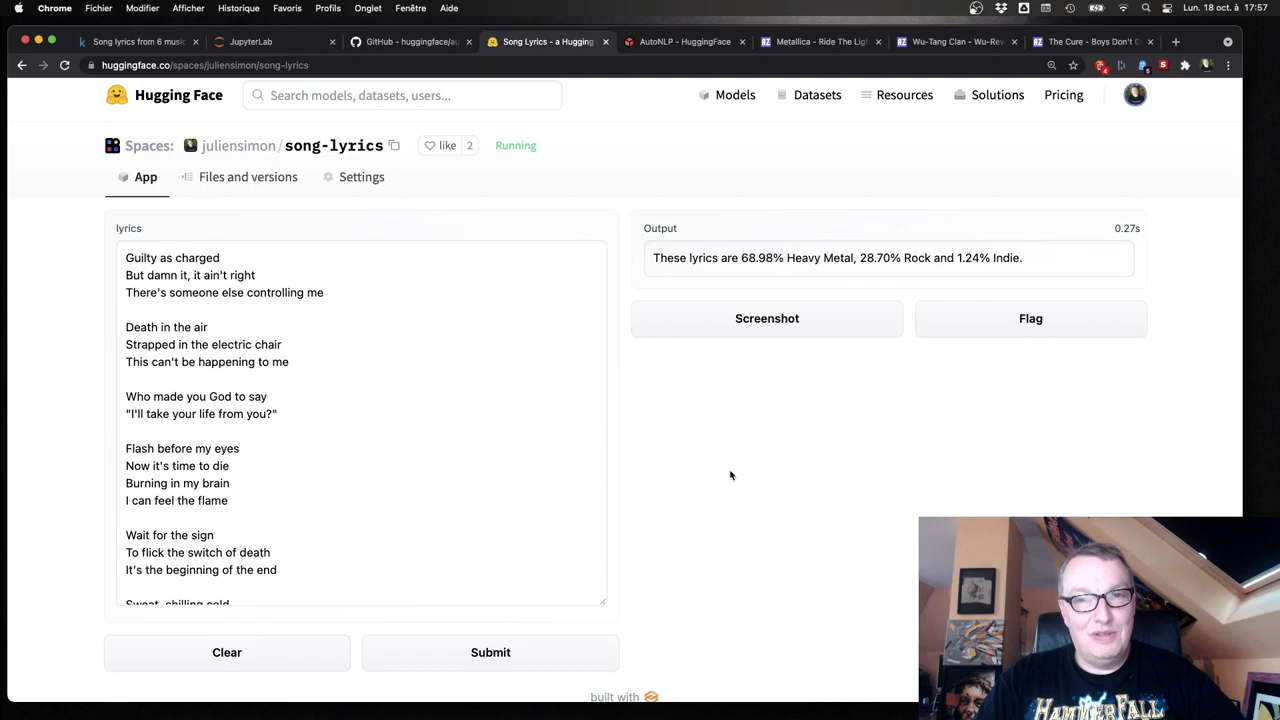 Chrome Fichier Modifier Afficher Historique Favoris Profils Onglet Fenêtre Aide Lun. 18 oct. à 17:57
Song lyrics from 6 music JupyterLab GitHub - huggingface/au Song Lyrics - a Hugging AutoNLP - HuggingFace Metallica - Ride The Ligh Wu-Tang Clan - Wu-Rev The Cure - Boys Don't C
huggingface.co/spaces/juliensimon/song-lyrics
Hugging Face Search models, datasets, users... Models Datasets Resources Solutions Pricing
Spaces: juliensimon/song-lyrics like 2 Running
App Files and versions Settings
lyrics
Guilty as charged
But damn it, it ain't right
There's someone else controlling me
Death in the air
Strapped in the electric chair
This can't be happening to me
Who made you God to say
"I'll take your life from you?"
Flash before my eyes
Now it's time to die
Burning in my brain
I can feel the flame
Wait for the sign
To flick the switch of death
It's the beginning of the end
Sweat, chilling cold
Clear Submit
Output 0.27s
These lyrics are 68.98% Heavy Metal, 28.70% Rock and 1.24% Indie.
Screenshot Flag
built with
HAMMERFALL